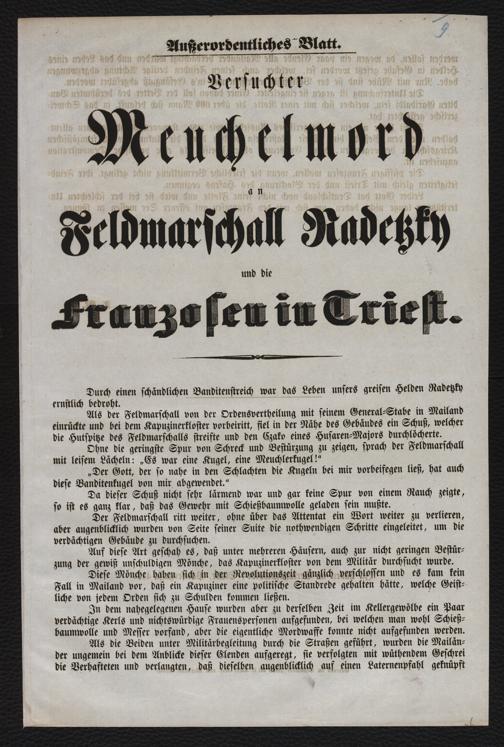 9
Außerordentliches Blatt.
Versuchter
Meuchelmord
an
Feldmarschall Radetzky
und die
Franzosen in Triest.
Durch einen schändlichen Banditenstreich war das Leben unsers greisen Helden Radetzky
ernstlich bedroht.
Als der Feldmarschall von der Ordensvertheilung mit seinem General-Stabe in Mailand
einrückte und bei dem Kapuzinerkloster vorbeiritt, fiel in der Nähe des Gebäudes ein Schuß, welcher
die Hutspitze des Feldmarschalls streifte und den Czako eines Husaren-Majors durchlöcherte.
Ohne die geringste Spur von Schreck und Bestürzung zu zeigen, sprach der Feldmarschall
mit leisem Lächeln: „Es war eine Kugel, eine Meuchlerkugel!“
„Der Gott, der so nahe in den Schlachten die Kugeln bei mir vorbeifegen ließ, hat auch
diese Banditenkugel von mir abgewendet.“
Da dieser Schuß nicht sehr lärmend war und gar keine Spur von einem Rauch zeigte,
so ist es ganz klar, daß das Gewehr mit Schießbaumwolle geladen sein mußte.
Der Feldmarschall ritt weiter, ohne über das Attentat ein Wort weiter zu verlieren,
aber augenblicklich wurden von Seite seiner Suite die nothwendigen Schritte eingeleitet, um die
verdächtigen Gebäude zu durchsuchen.
Auf diese Art geschah es, daß unter mehreren Häusern, auch zur nicht geringen Bestür-
zung der gewiß unschuldigen Mönche, das Kapuzinerkloster von dem Militär durchsucht wurde.
Diese Mönche haben sich in der Revolutionszeit gänzlich verschlossen und es kam kein
Fall in Mailand vor, daß ein Kapuziner eine politische Standrede gehalten hätte, welche Geist-
liche von jedem Orden sich zu Schulden kommen ließen.
In dem nahegelegenen Hause wurden aber zu derselben Zeit im Kellergewölbe ein Paar
verdächtige Kerls und nichtswürdige Frauenspersonen aufgefunden, bei welchen man wohl Schieß-
baumwolle und Messer vorfand, aber die eigentliche Mordwaffe konnte nicht aufgefunden werden.
Als die Beiden unter Militärbegleitung durch die Straßen geführt, wurden die Mailän-
der ungemein bei dem Anblicke dieser Elenden aufgeregt, sie verfolgten mit wüthendem Geschrei
die Verhafteten und verlangten, daß dieselben augenblicklich auf einen Laternenpfahl geknüpft